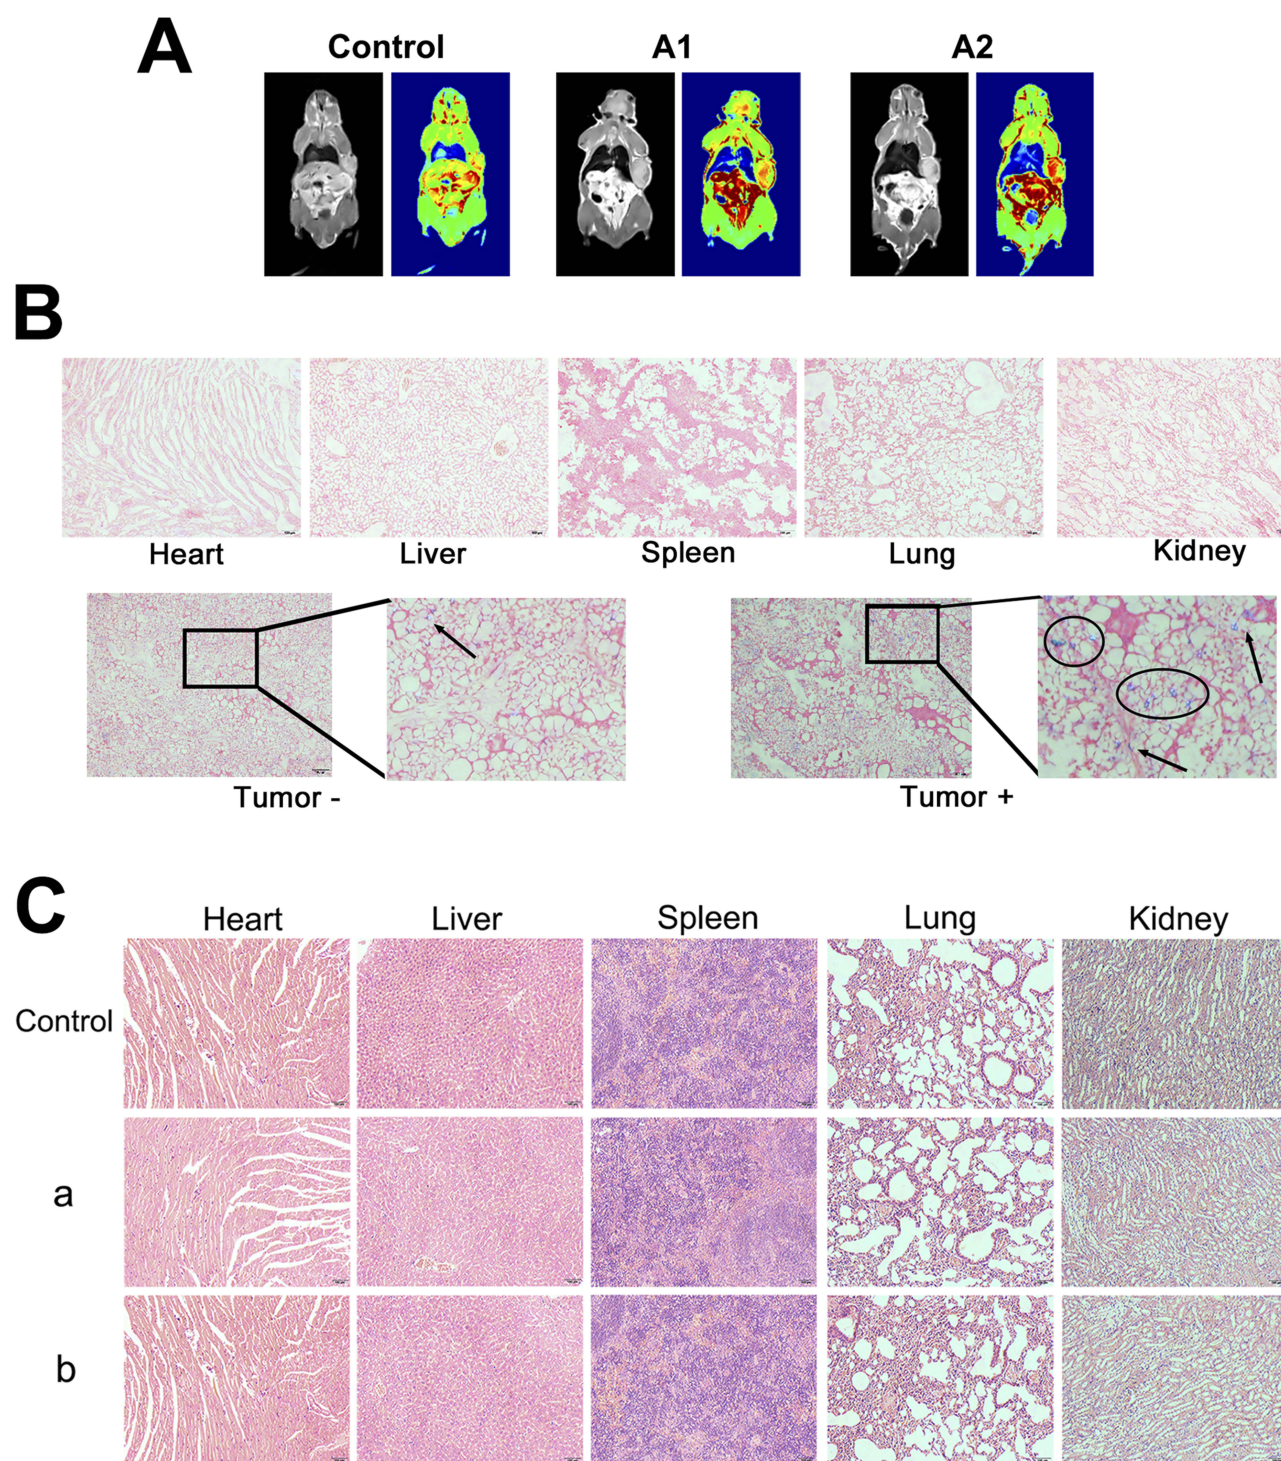 A
Control A1 A2
B
Heart Liver Spleen Lung Kidney
Tumor - Tumor +
C
Heart Liver Spleen Lung Kidney
Control
a
b